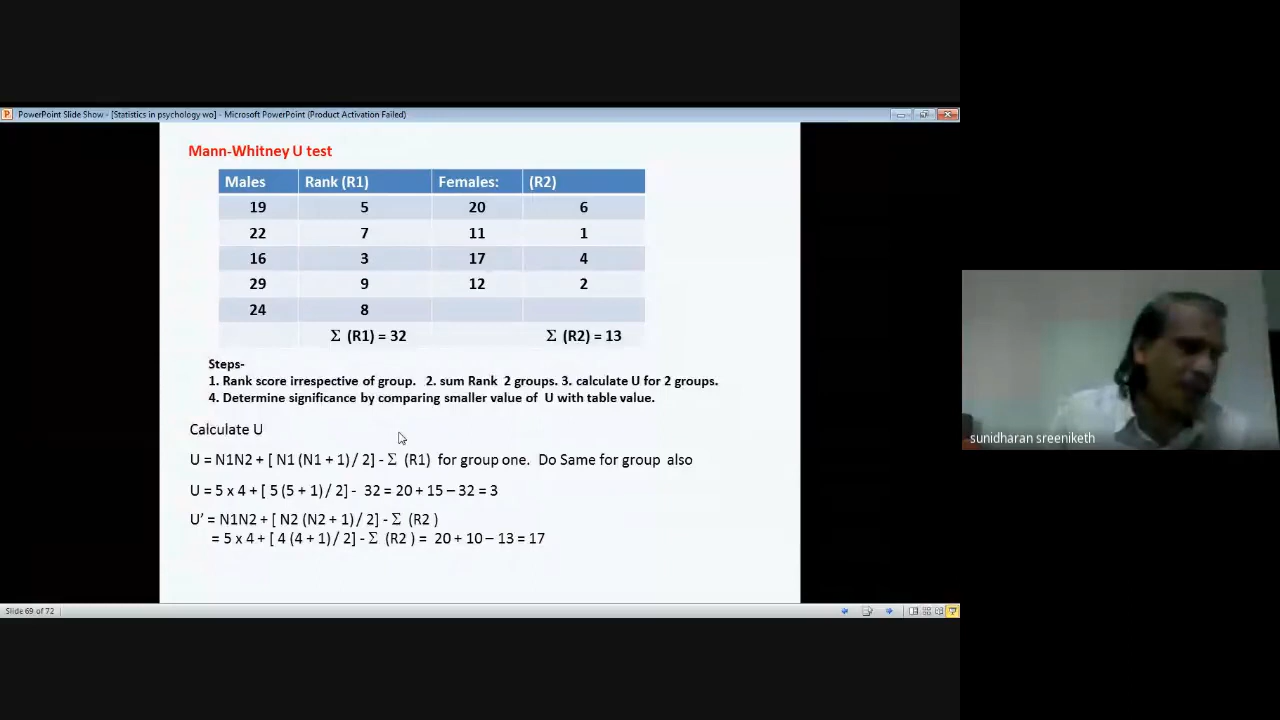 PowerPoint Slide Show - [Statistics in psychology wo] - Microsoft PowerPoint (Product Activation Failed)
Mann-Whitney U test
Males Rank (R1) Females: (R2)
19 5 20 6
22 7 11 1
16 3 17 4
29 9 12 2
24 8
Σ (R1) = 32 Σ (R2) = 13
Steps-
1. Rank score irrespective of group. 2. sum Rank 2 groups. 3. calculate U for 2 groups.
4. Determine significance by comparing smaller value of U with table value.
Calculate U
U = N1N2 + [ N1 (N1 + 1) / 2] - Σ (R1) for group one. Do Same for group also
U = 5 x 4 + [ 5 (5 + 1) / 2] - 32 = 20 + 15 – 32 = 3
U’ = N1N2 + [ N2 (N2 + 1) / 2] - Σ (R2 )
= 5 x 4 + [ 4 (4 + 1) / 2] - Σ (R2 ) = 20 + 10 – 13 = 17
Slide 69 of 72
sunidharan sreeniketh